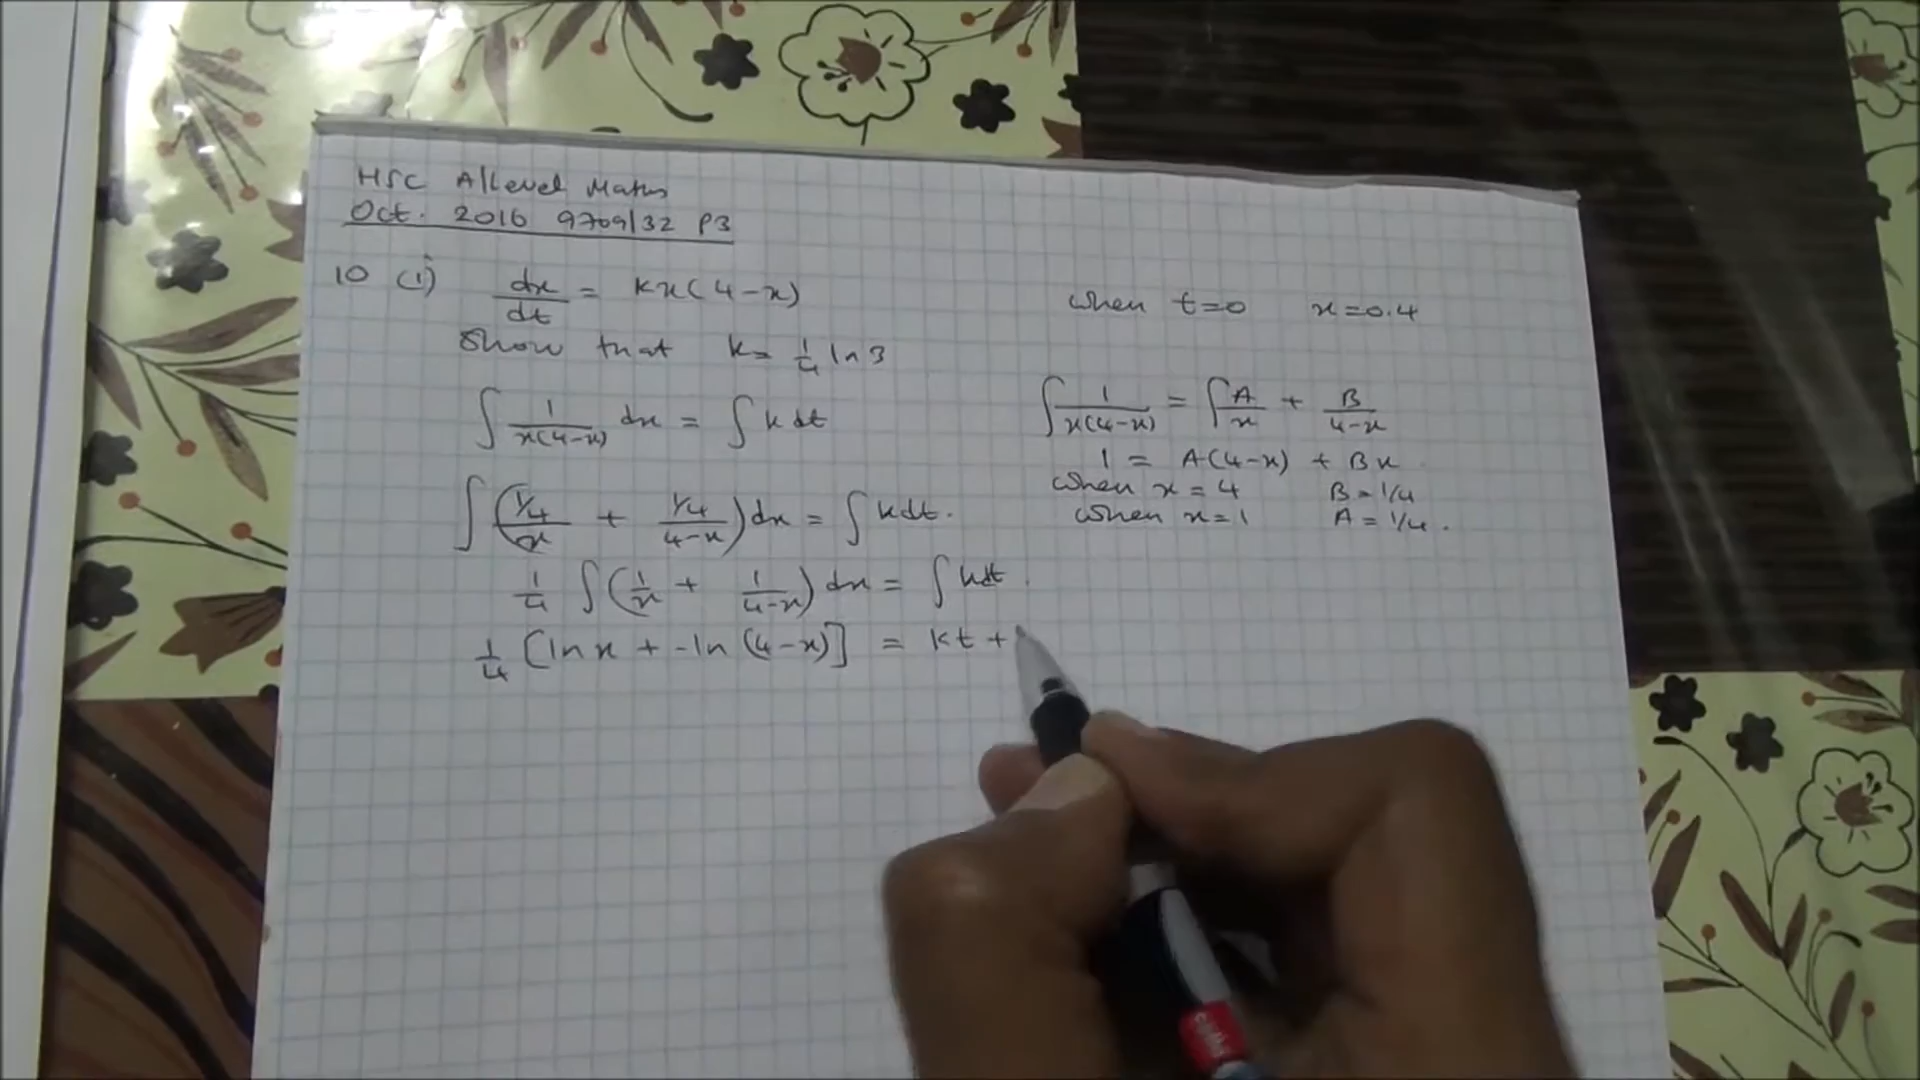 HSC A/Level Maths
Oct. 2016 9709/32 P3
10 (i) dx/dt = kx(4-x) when t=0 x=0.4
Show that k= 1/4 ln 3
∫ 1/x(4-x) dx = ∫ k dt
∫ 1/x(4-x) = ∫ A/x + B/4-x
1 = A(4-x) + Bx
when x = 4 B = 1/4
when x=1 A = 1/4.
∫ (1/4/x + 1/4/4-x) dx = ∫ k dt.
1/4 ∫ (1/x + 1/4-x) dx = ∫ k dt.
1/4 [ln x + -ln (4-x)] = kt +